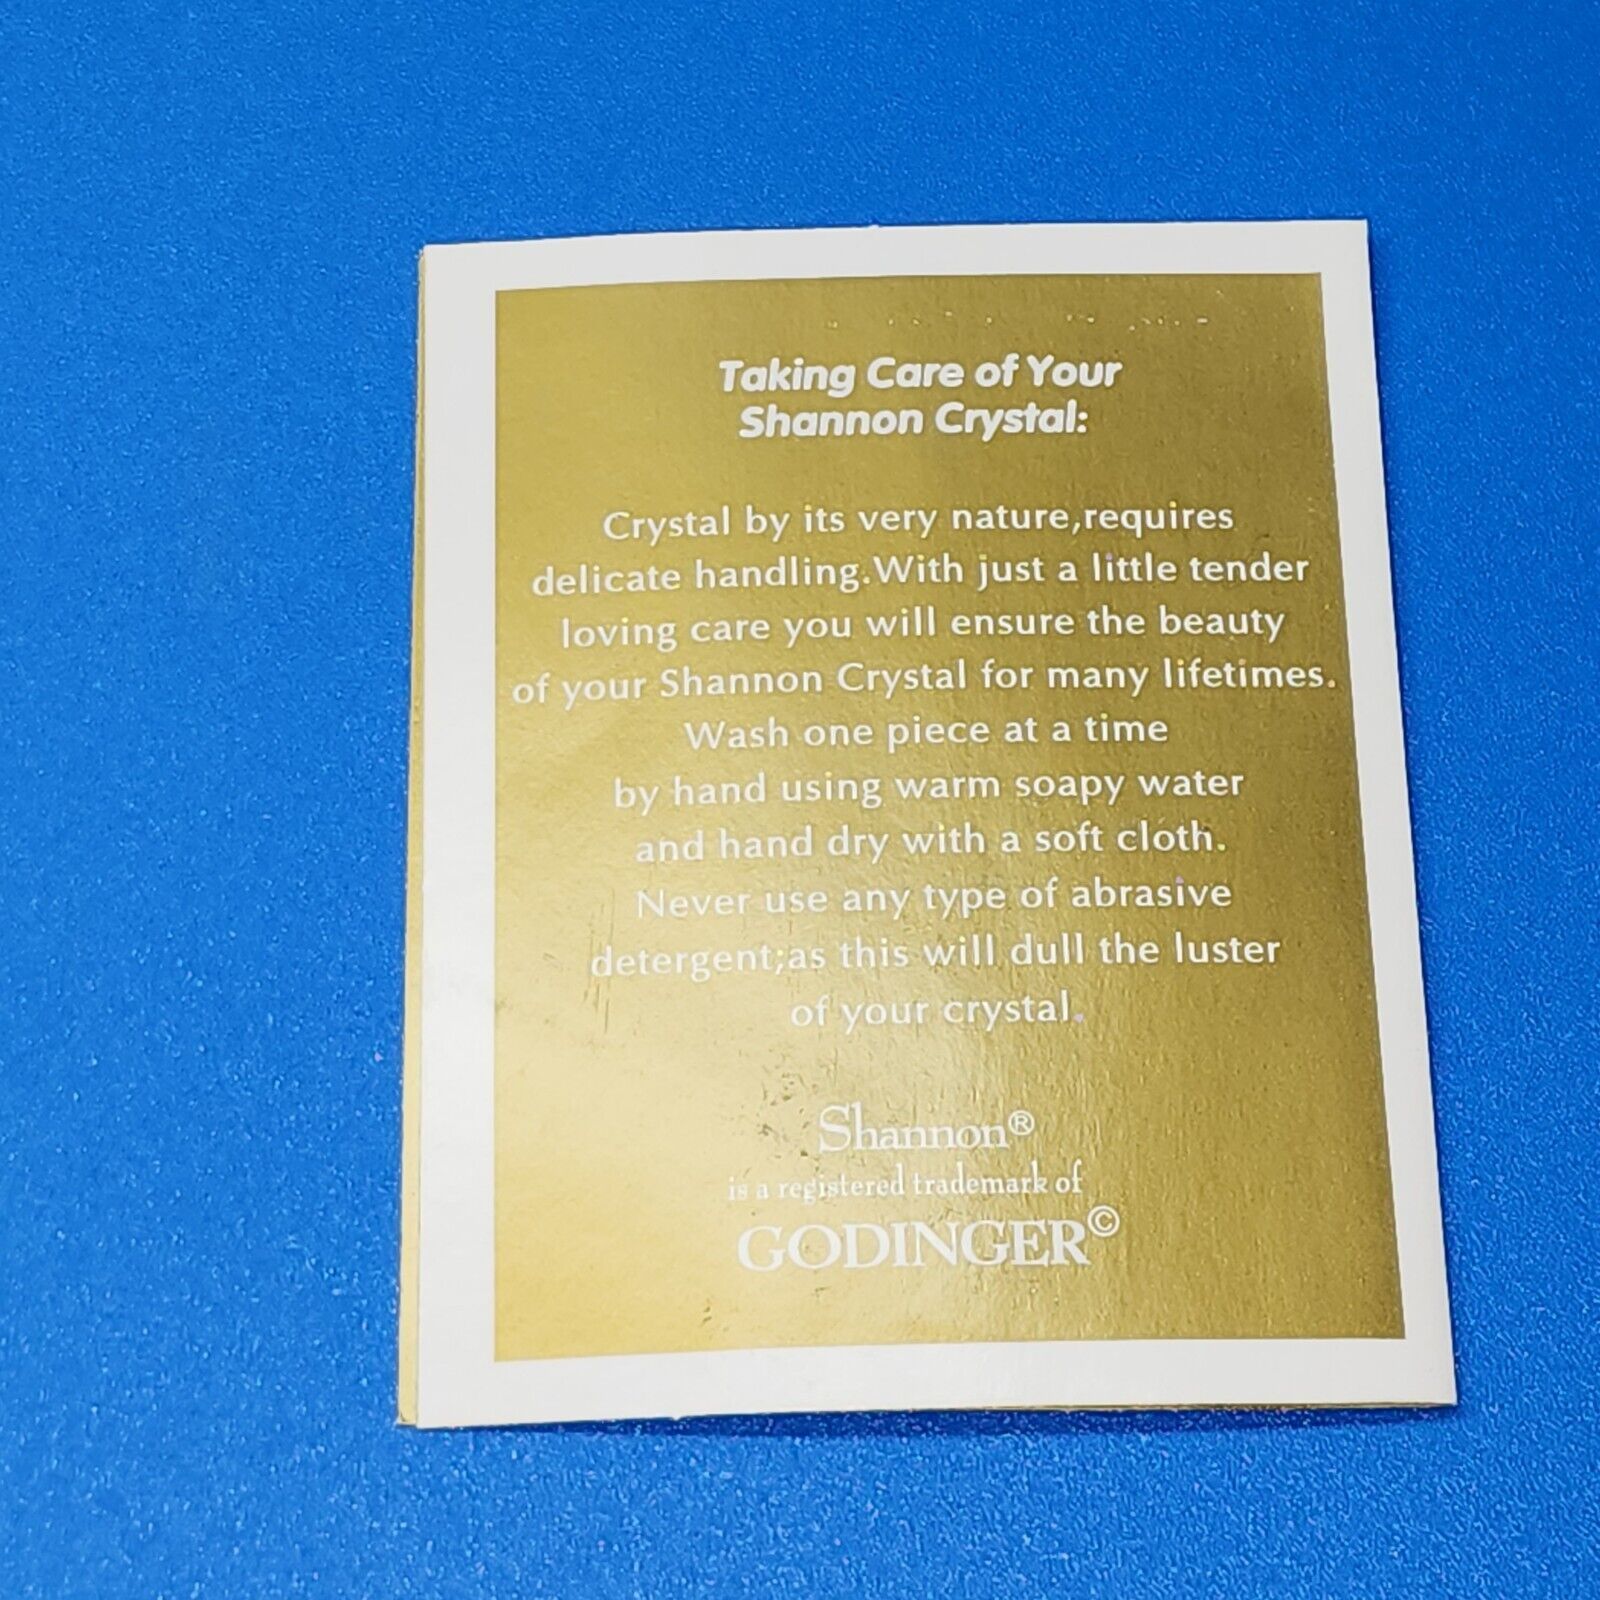 Taking Care of Your
Shannon Crystal:
Crystal by its very nature,requires
delicate handling.With just a little tender
loving care you will ensure the beauty
of your Shannon Crystal for many lifetimes.
Wash one piece at a time
by hand using warm soapy water
and hand dry with a soft cloth.
Never use any type of abrasive
detergent;as this will dull the luster
of your crystal.
Shannon®
is a registered trademark of
GODINGER©